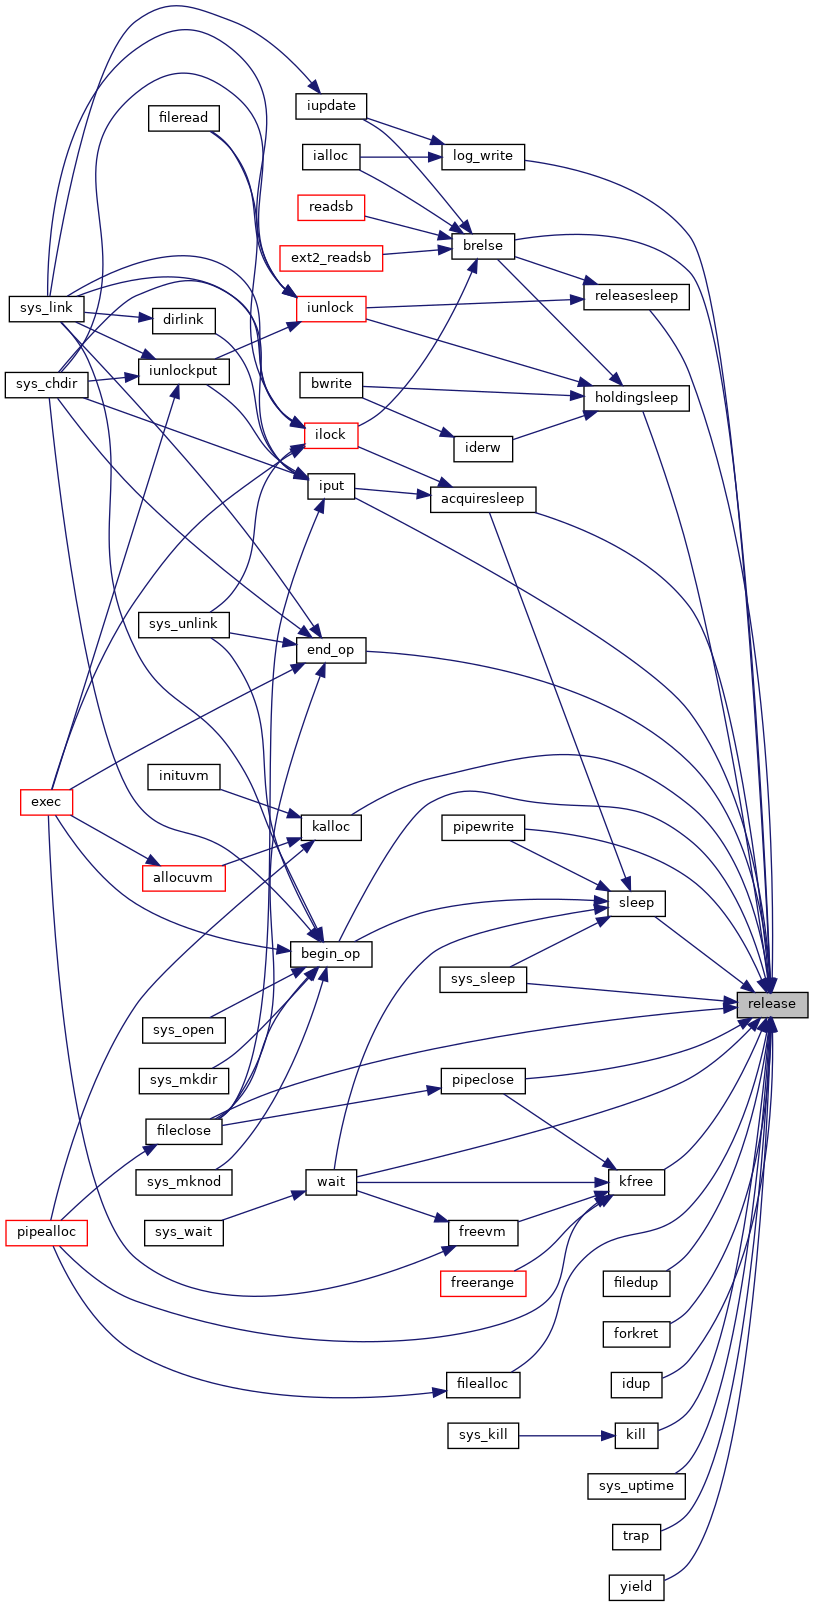 iupdate
fileread
log_write
ialloc
readsb
brelse
ext2_readsb
releasesleep
sys_link
iunlock
dirlink
iunlockput
sys_chdir
bwrite
holdingsleep
ilock
iderw
iput
acquiresleep
sys_unlink
end_op
inituvm
exec
kalloc
pipewrite
allocuvm
sleep
begin_op
sys_sleep
release
sys_open
sys_mkdir
pipeclose
fileclose
sys_mknod
wait
kfree
pipealloc
sys_wait
freevm
freerange
filedup
forkret
filealloc
idup
sys_kill
kill
sys_uptime
trap
yield